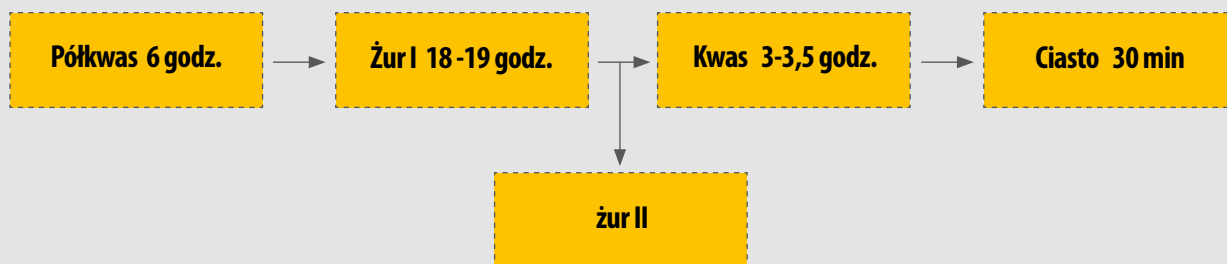 Półkwas 6 godz.
Żur I 18 -19 godz.
Kwas 3-3,5 godz.
Ciasto 30 min
żur II